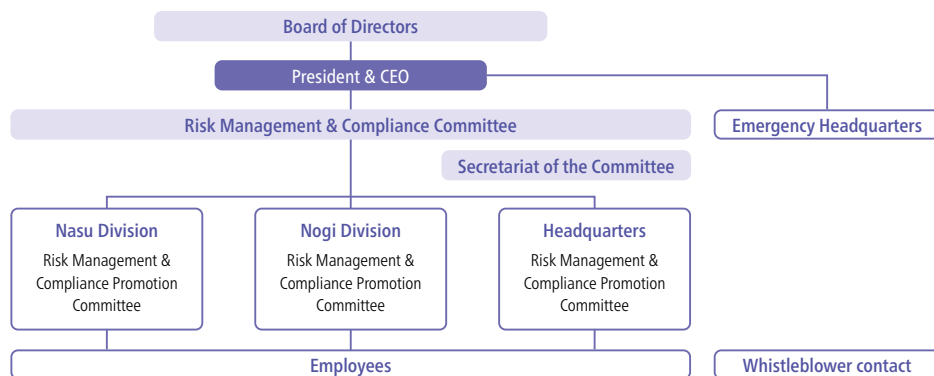 Board of Directors
President & CEO
Risk Management & Compliance Committee
Emergency Headquarters
Secretariat of the Committee
Nasu Division
Risk Management &
Compliance Promotion
Committee
Nogi Division
Risk Management &
Compliance Promotion
Committee
Headquarters
Risk Management &
Compliance Promotion
Committee
Employees
Whistleblower contact